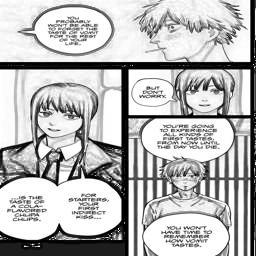 YOU
PROBABLY
WON'T BE ABLE
TO FORGET THE
TASTE OF VOMIT
FOR THE REST
OF YOUR
LIFE.
BUT
DON'T
WORRY.
YOU'RE GOING
TO EXPERIENCE
ALL KINDS OF
FIRST TASTES,
FROM NOW UNTIL
THE DAY YOU DIE.
FOR
STARTERS,
YOUR
FIRST
INDIRECT
KISS...
...IS THE
TASTE OF
A COLA-
FLAVORED
CHUPA
CHUPS.
YOU WON'T
HAVE TIME TO
REMEMBER
HOW VOMIT
TASTES.